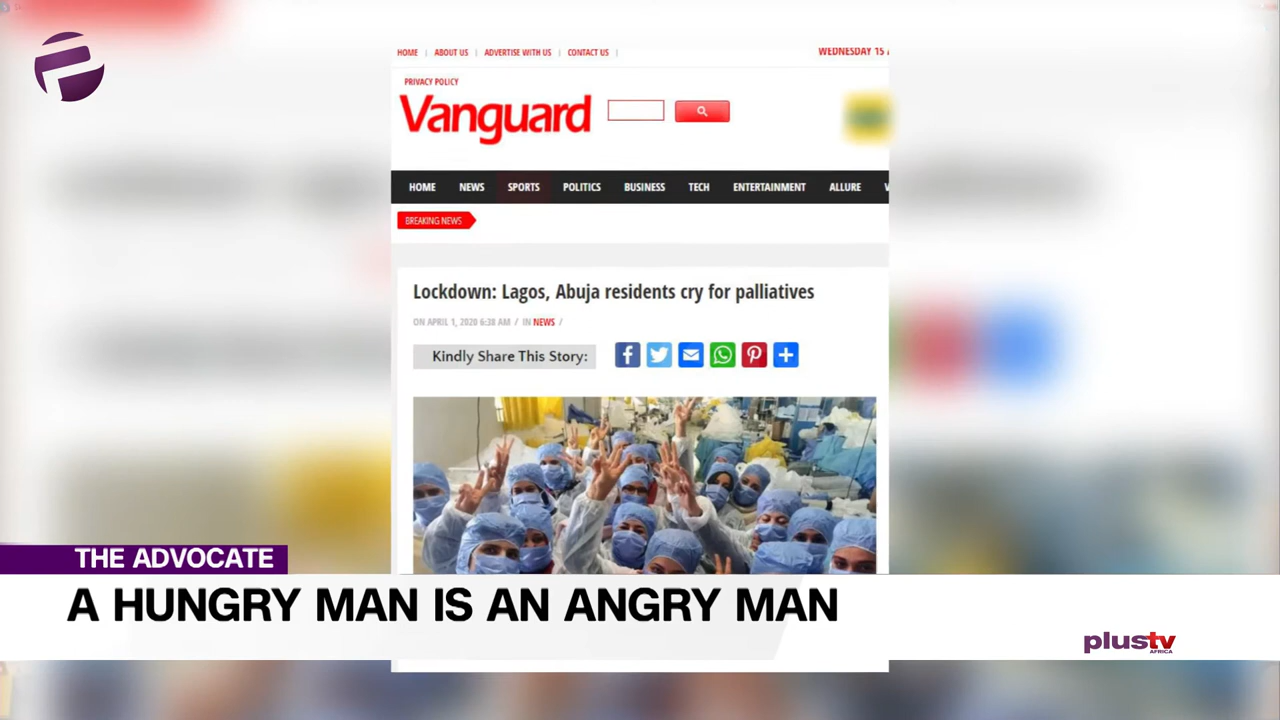 HOME | ABOUT US | ADVERTISE WITH US | CONTACT US |
WEDNESDAY 15
PRIVACY POLICY
Vanguard
HOME NEWS SPORTS POLITICS BUSINESS TECH ENTERTAINMENT ALLURE
BREAKING NEWS
Lockdown: Lagos, Abuja residents cry for palliatives
ON APRIL 1, 2020 6:38 AM / IN NEWS /
Kindly Share This Story:
THE ADVOCATE
A HUNGRY MAN IS AN ANGRY MAN
plustv
AFRICA